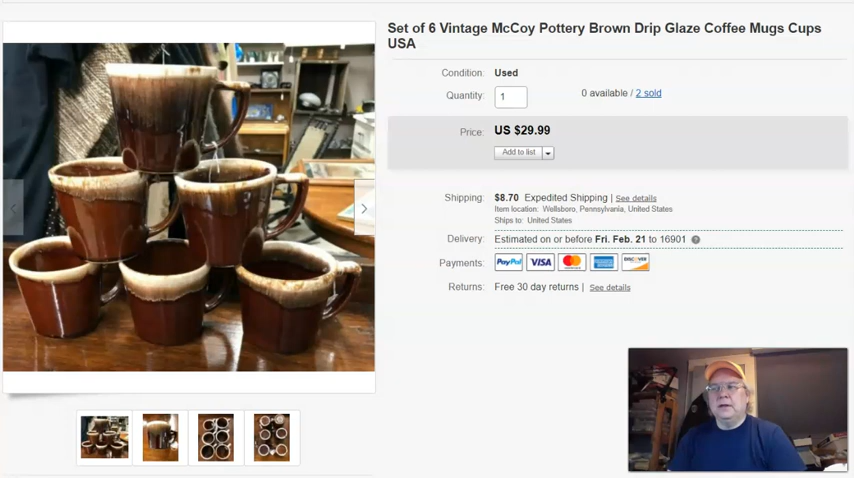 Set of 6 Vintage McCoy Pottery Brown Drip Glaze Coffee Mugs Cups
USA
Condition: Used
Quantity: 1 0 available / 2 sold
Price: US $29.99
Add to list
Shipping: $8.70 Expedited Shipping | See details
Item location: Wellsboro, Pennsylvania, United States
Ships to: United States
Delivery: Estimated on or before Fri. Feb. 21 to 16901 ?
Payments: PayPal VISA DISCOVER
Returns: Free 30 day returns | See details